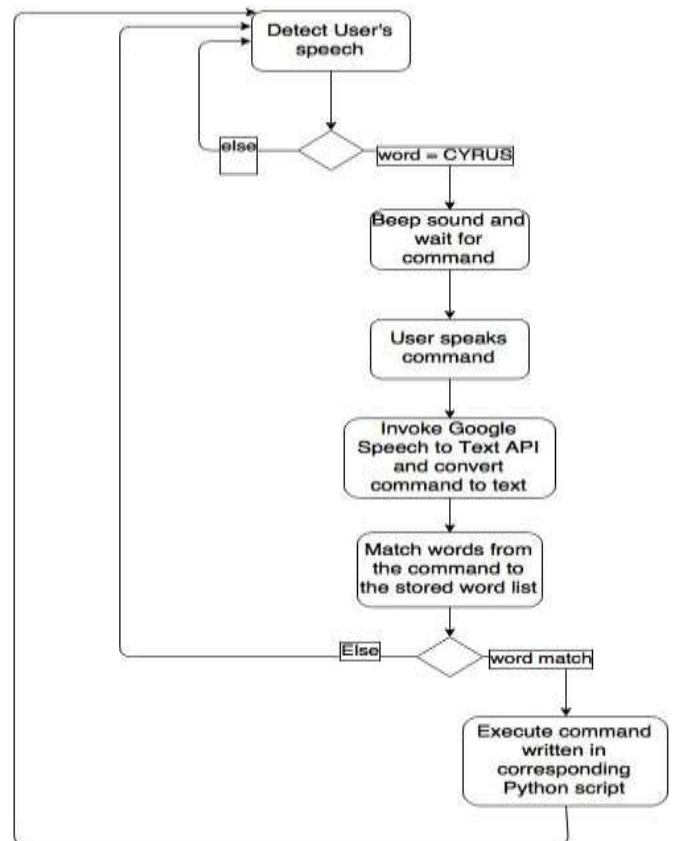 Detect User's
speech
else
word = CYRUS
Beep sound and
wait for
command
User speaks
command
Invoke Google
Speech to Text API
and convert
command to text
Match words from
the command to
the stored word list
Else
word match
Execute command
written in
corresponding
Python script